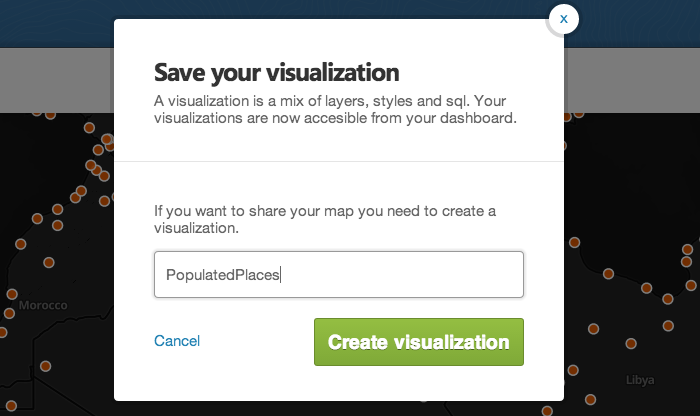 x
Save your visualization
A visualization is a mix of layers, styles and sql. Your
visualizations are now accesible from your dashboard.
If you want to share your map you need to create a
visualization.
PopulatedPlaces
Morocco
Cancel
Create visualization
Libya